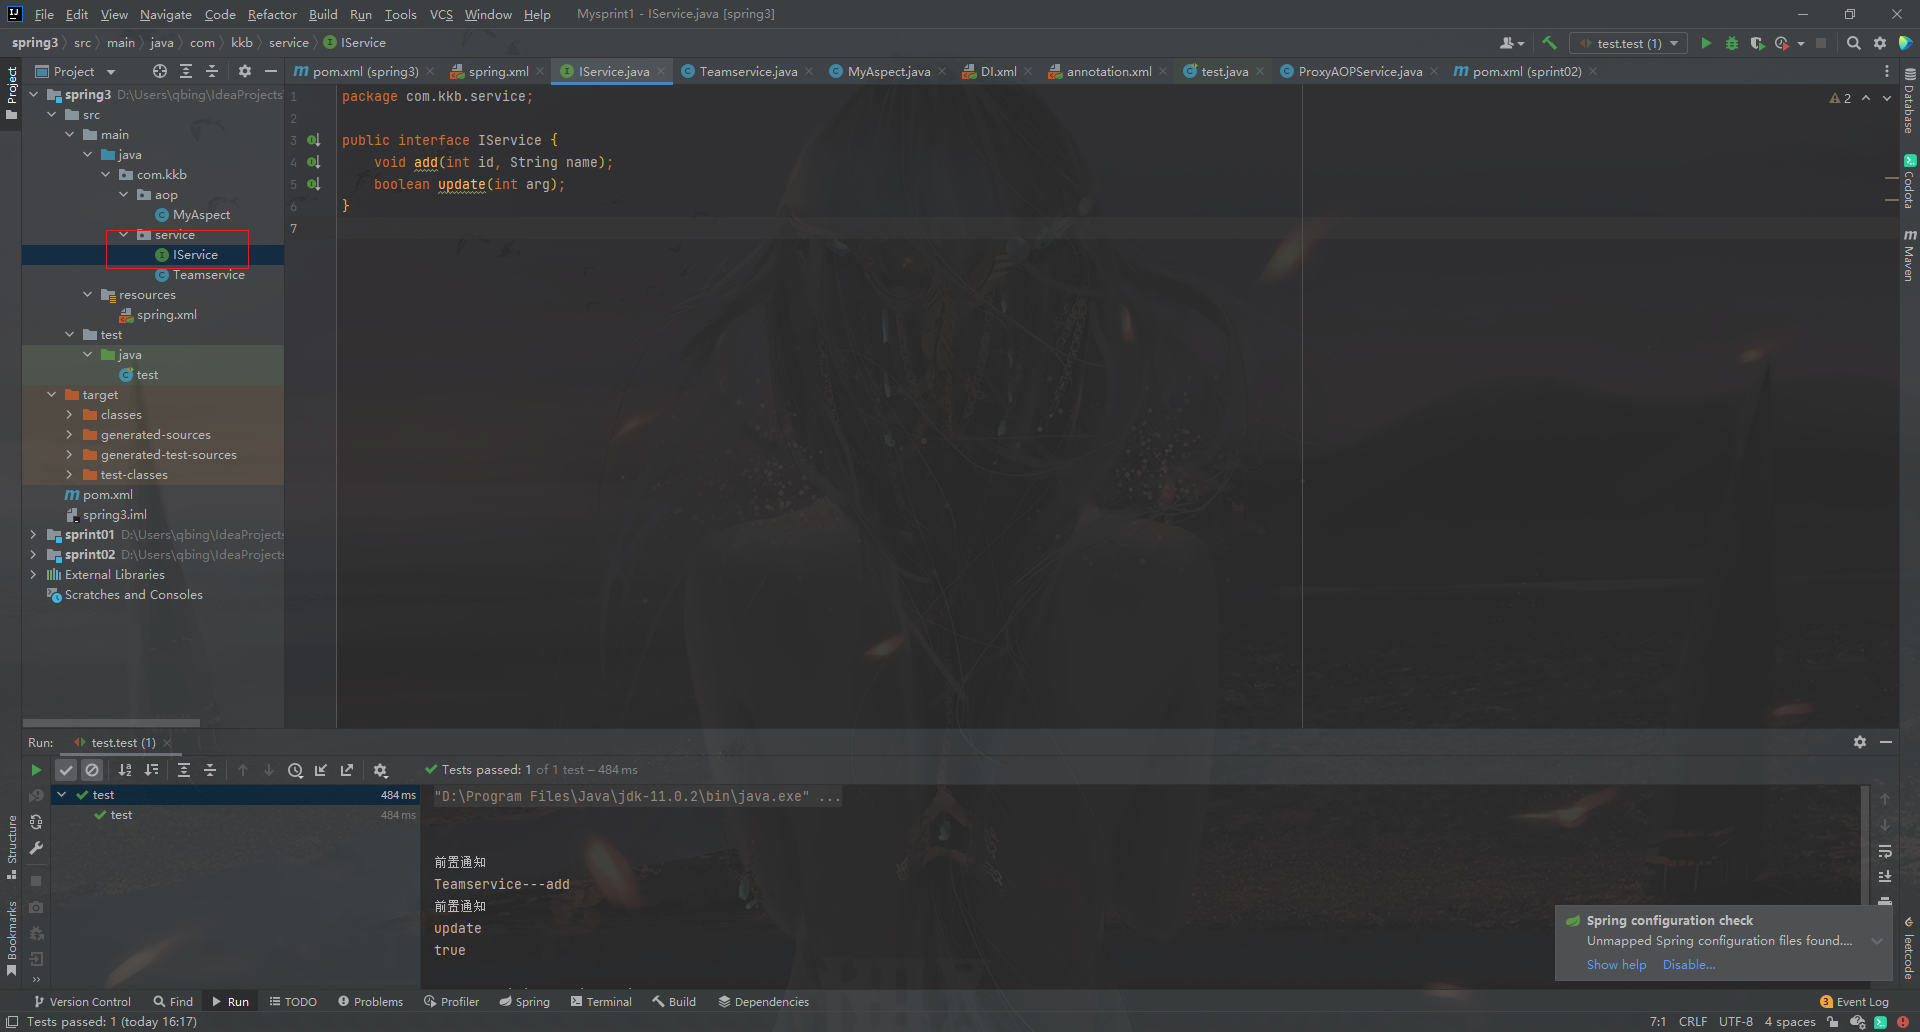 File Edit View Navigate Code Refactor Build Run Tools VCS Window Help Mysprint1 - IService.java [spring3]
spring3 src main java com kkb service IService
test.test (1)
Project
pom.xml (spring3) spring.xml IService.java Teamservice.java MyAspect.java DI.xml annotation.xml test.java ProxyAOPService.java pom.xml (sprint02)
Project
Database
Codota
Maven
spring3 D:\Users\qbing\IdeaProjects
src
main
java
com.kkb
aop
MyAspect
service
IService
Teamservice
resources
spring.xml
test
java
test
target
classes
generated-sources
generated-test-sources
test-classes
pom.xml
spring3.iml
sprint01 D:\Users\qbing\IdeaProjects
sprint02 D:\Users\qbing\IdeaProjects
External Libraries
Scratches and Consoles
1 package com.kkb.service;
2
3 public interface IService {
4 void add(int id, String name);
5 boolean update(int arg);
6 }
7
2
Run: test.test (1)
Tests passed: 1 of 1 test – 484 ms
test 484 ms
test 484 ms
"D:\Program Files\Java\jdk-11.0.2\bin\java.exe" ...
前置通知
Teamservice---add
前置通知
update
true
Structure
Bookmarks
leetcode
Spring configuration check
Unmapped Spring configuration files found....
Show help Disable...
Version Control Find Run TODO Problems Profiler Spring Terminal Build Dependencies
3 Event Log
Tests passed: 1 (today 16:17)
7:1 CRLF UTF-8 4 spaces